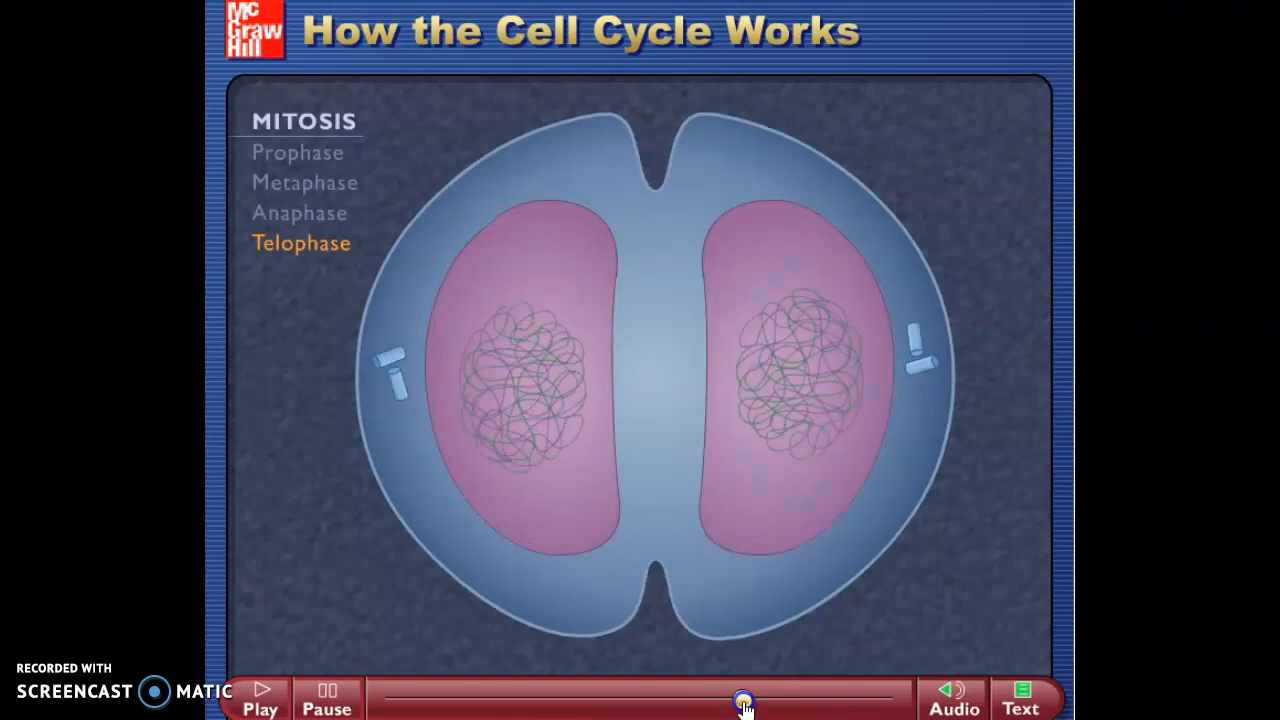 Mc
Graw
Hill
How the Cell Cycle Works
MITOSIS
Prophase
Metaphase
Anaphase
Telophase
RECORDED WITH
SCREENCAST MATIC
Play
Pause
Audio
Text